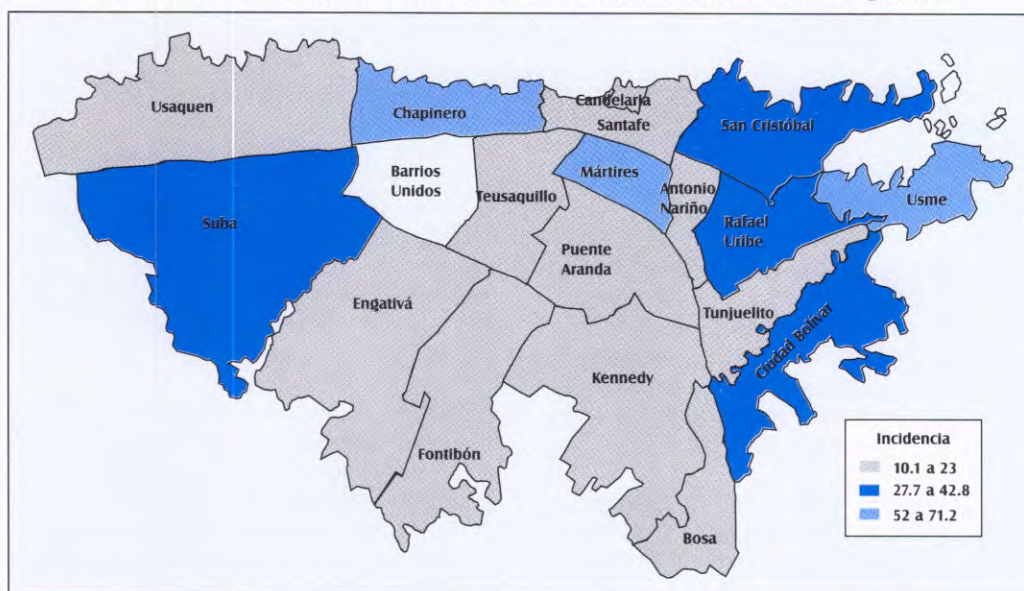 Usaquen
Chapinero
Candelaria
Santafe
San Cristóbal
Barrios
Unidos
Teusaquillo
Mártires
Antonio
Nariño
Usme
Suba
Rafael
Uribe
Puente
Aranda
Engativá
Tunjuelito
Ciudad Bolívar
Kennedy
Fontibón
Bosa
Incidencia
10.1 a 23
27.7 a 42.8
52 a 71.2